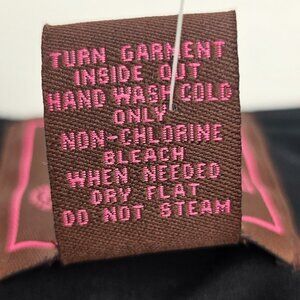 TURN GARMENT
INSIDE OUT
HAND WASH COLD
ONLY
NON-CHLORINE
BLEACH
WHEN NEEDED
DRY FLAT
DO NOT STEAM